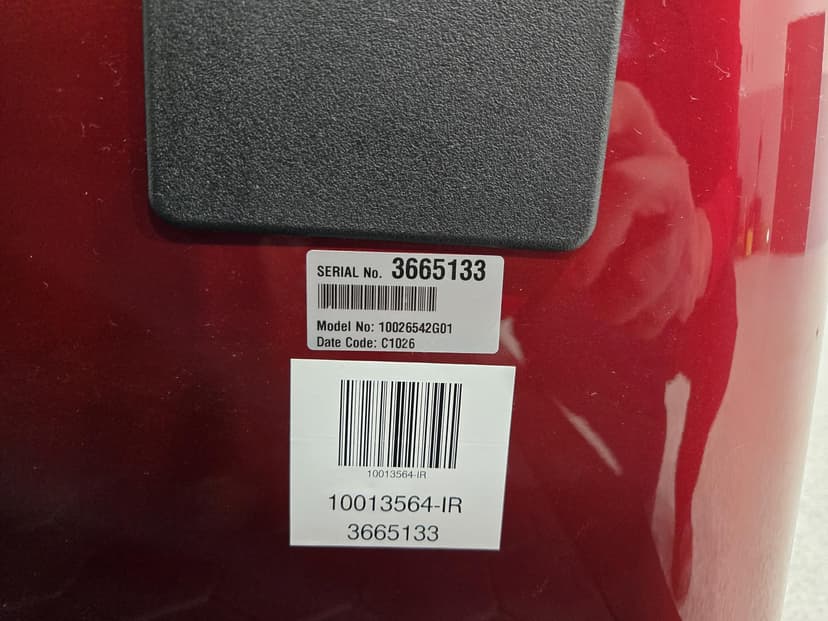 SERIAL No. 3665133
Model No: 10026542G01
Date Code: C1026
10013564-IR
10013564-IR
3665133